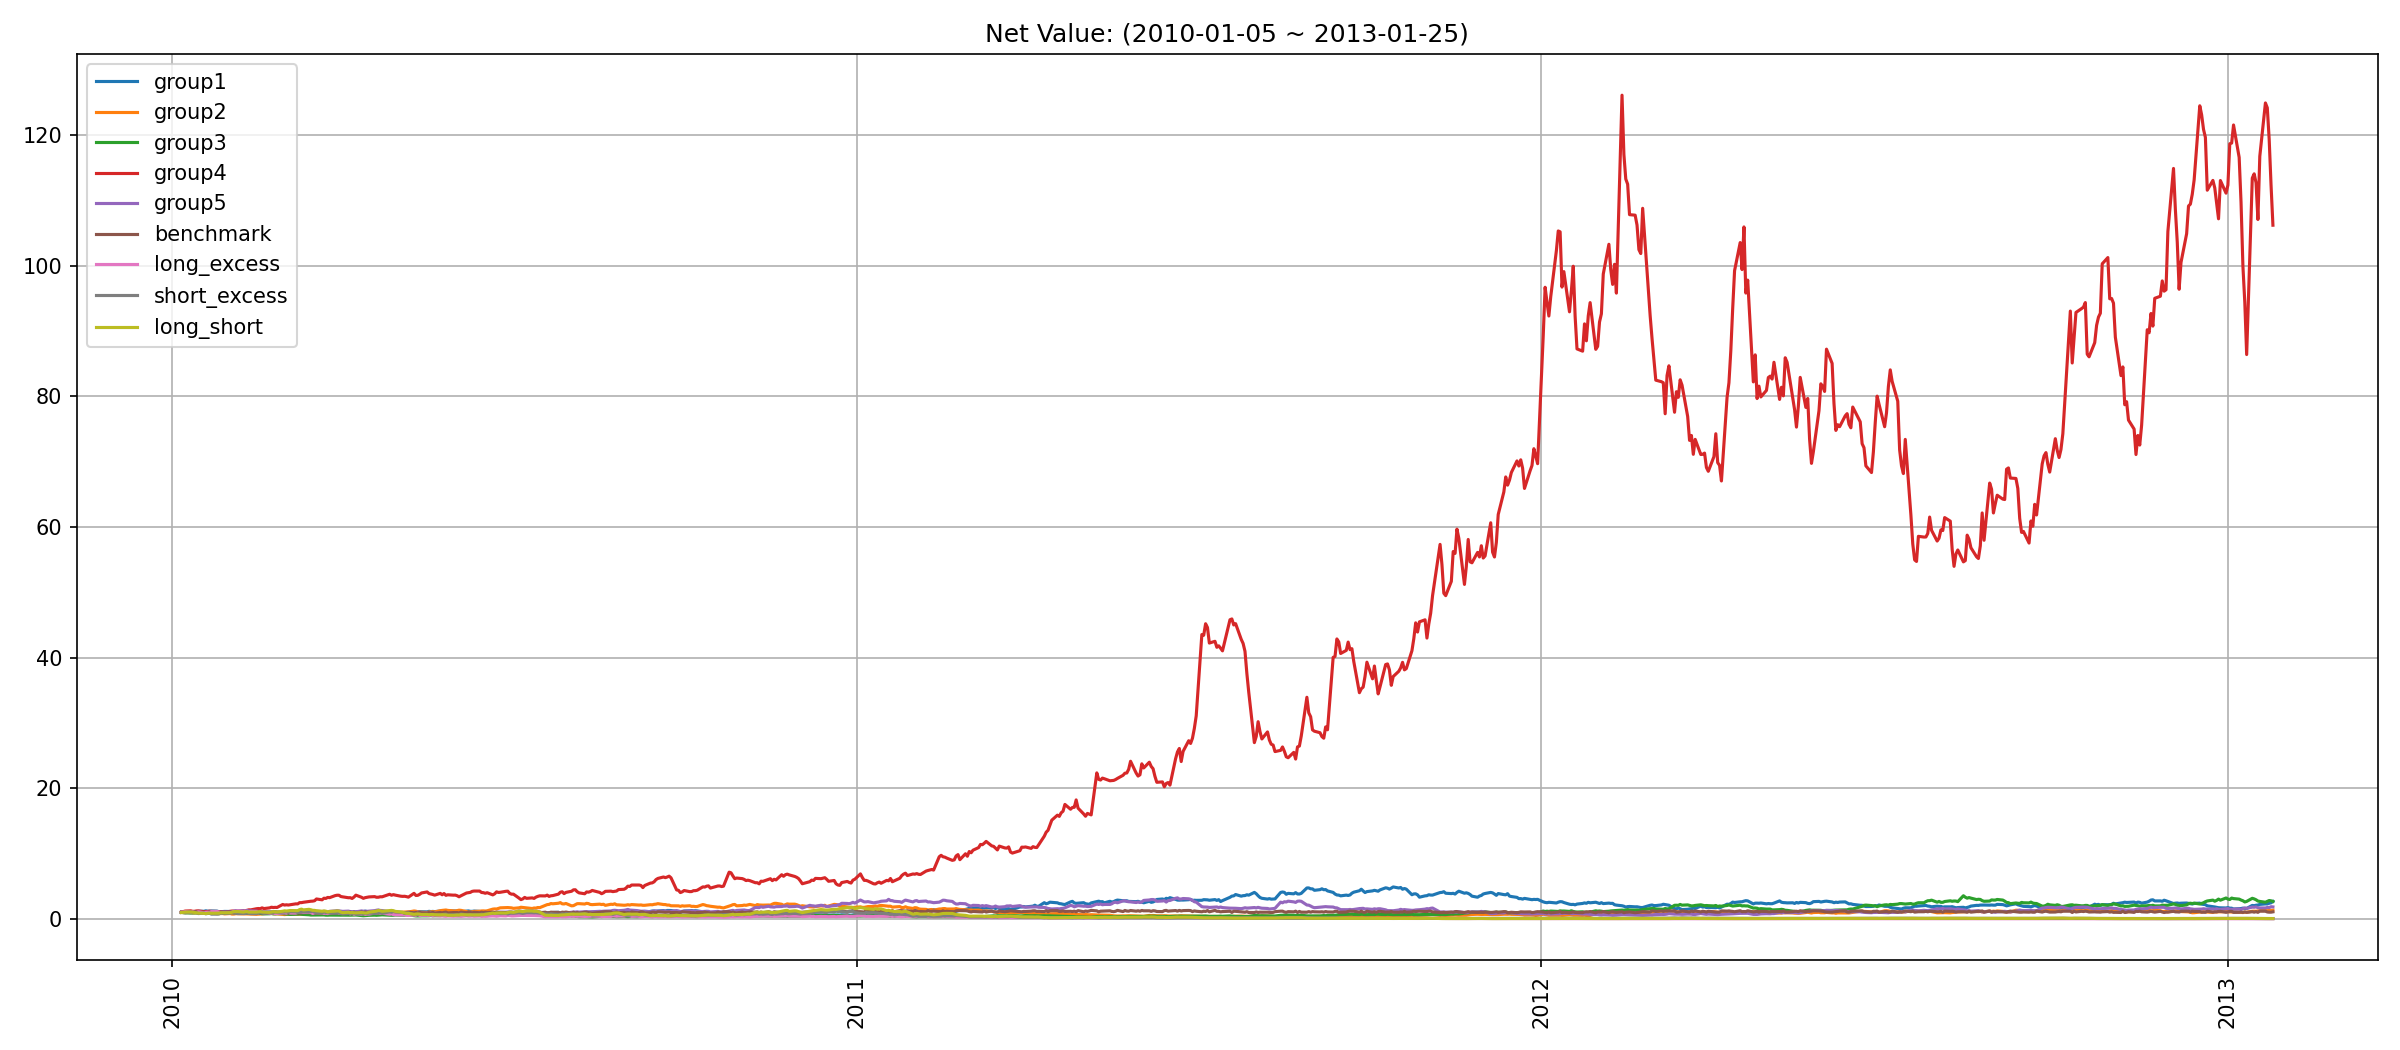 Net Value: (2010-01-05 ~ 2013-01-25)
group1
group2
group3
group4
group5
benchmark
long_excess
short_excess
long_short
120
100
80
60
40
20
0
2010
2011
2012
2013